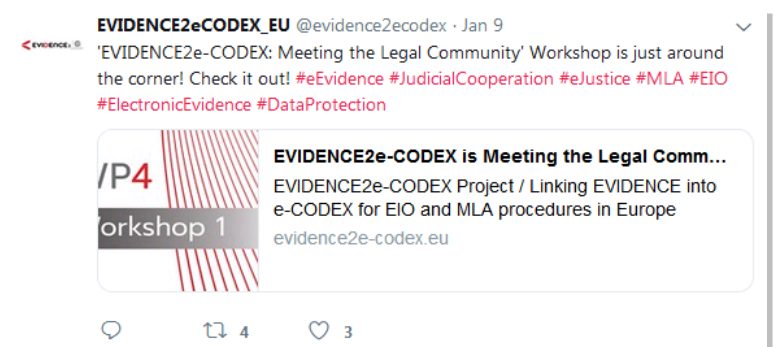 EVIDENCE2eCODEX_EU @evidence2ecodex · Jan 9
'EVIDENCE2e-CODEX: Meeting the Legal Community' Workshop is just around
the corner! Check it out! #eEvidence #JudicialCooperation #eJustice #MLA #EIO
#ElectronicEvidence #DataProtection
EVIDENCE2e-CODEX is Meeting the Legal Comm...
EVIDENCE2e-CODEX Project / Linking EVIDENCE into
e-CODEX for EIO and MLA procedures in Europe
evidence2e-codex.eu
/P4
orkshop 1
4 3